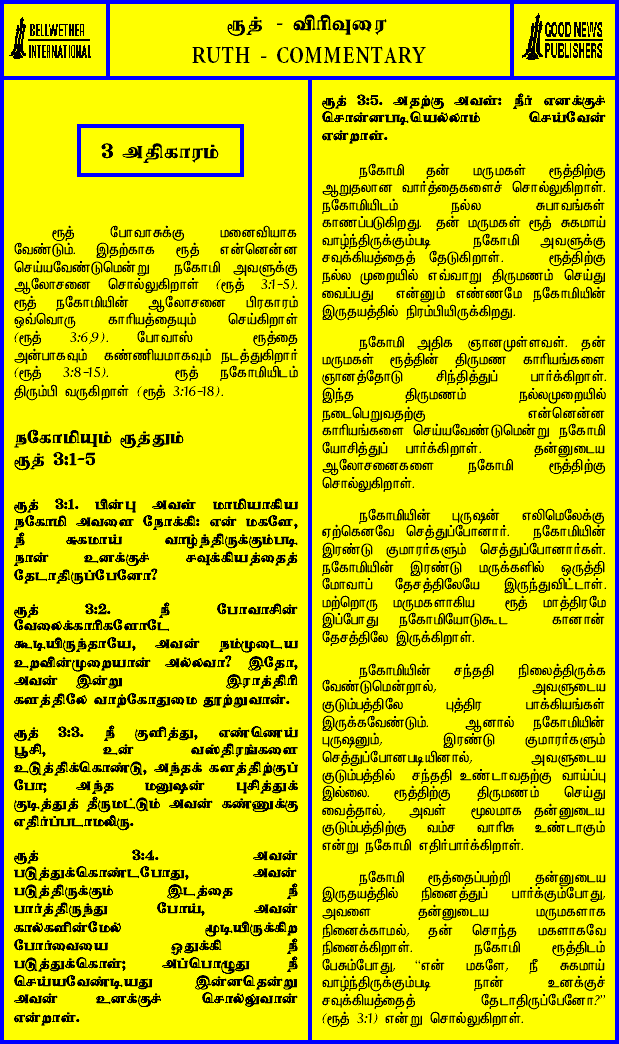 BELLWETHER
INTERNATIONAL
ரூத் - விரிவுரை
RUTH - COMMENTARY
GOOD NEWS
PUBLISHERS
3 அதிகாரம்
ரூத் போவாசுக்கு மனைவியாக
வேண்டும். இதற்காக ரூத் என்னென்ன
செய்யவேண்டுமென்று நகோமி அவளுக்கு
ஆலோசனை சொல்லுகிறாள் (ரூத் 3:1-5).
ரூத் நகோமியின் ஆலோசனை பிரகாரம்
ஒவ்வொரு காரியத்தையும் செய்கிறாள்
(ரூத் 3:6,9). போவாஸ் ரூத்தை
அன்பாகவும் கண்ணியமாகவும் நடத்துகிறார்
(ரூத் 3:8-15). ரூத் நகோமியிடம்
திரும்பி வருகிறாள் (ரூத் 3:16-18).
நகோமியும் ரூத்தும்
ரூத் 3:1-5
ரூத் 3:1. பின்பு அவள் மாமியாகிய
நகோமி அவளை நோக்கி: என் மகளே,
நீ சுகமாய் வாழ்ந்திருக்கும்படி
நான் உனக்குச் சவுக்கியத்தைத்
தேடாதிருப்பேனோ?
ரூத் 3:2. நீ போவாசின்
வேலைக்காரிகளோடே
கூடியிருந்தாயே, அவன் நம்முடைய
உறவின்முறையான் அல்லவா? இதோ,
அவன் இன்று இராத்திரி
களத்திலே வாற்கோதுமை தூற்றுவான்.
ரூத் 3:3. நீ குளித்து, எண்ணெய்
பூசி, உன் வஸ்திரங்களை
உடுத்திக்கொண்டு, அந்தக் களத்திற்குப்
போ; அந்த மனுஷன் புசித்துக்
குடித்துத் தீருமட்டும் அவன் கண்ணுக்கு
எதிர்ப்படாமலிரு.
ரூத் 3:4. அவன்
படுத்துக்கொண்டபோது, அவன்
படுத்திருக்கும் இடத்தை நீ
பார்த்திருந்து போய், அவன்
கால்களின்மேல் மூடியிருக்கிற
போர்வையை ஒதுக்கி நீ
படுத்துக்கொள்; அப்பொழுது நீ
செய்யவேண்டியது இன்னதென்று
அவன் உனக்குச் சொல்லுவான்
என்றாள்.
ரூத் 3:5. அதற்கு அவள்: நீர் எனக்குச்
சொன்னபடியெல்லாம் செய்வேன்
என்றாள்.
நகோமி தன் மருமகள் ரூத்திற்கு
ஆறுதலான வார்த்தைகளைச் சொல்லுகிறாள்.
நகோமியிடம் நல்ல சுபாவங்கள்
காணப்படுகிறது. தன் மருமகள் ரூத் சுகமாய்
வாழ்ந்திருக்கும்படி நகோமி அவளுக்கு
சவுக்கியத்தைத் தேடுகிறாள். ரூத்திற்கு
நல்ல முறையில் எவ்வாறு திருமணம் செய்து
வைப்பது என்னும் எண்ணமே நகோமியின்
இருதயத்தில் நிரம்பியிருக்கிறது.
நகோமி அதிக ஞானமுள்ளவள். தன்
மருமகள் ரூத்தின் திருமண காரியங்களை
ஞானத்தோடு சிந்தித்துப் பார்க்கிறாள்.
இந்த திருமணம் நல்லமுறையில்
நடைபெறுவதற்கு என்னென்ன
காரியங்களை செய்யவேண்டுமென்று நகோமி
யோசித்துப் பார்க்கிறாள். தன்னுடைய
ஆலோசனைகளை நகோமி ரூத்திற்கு
சொல்லுகிறாள்.
நகோமியின் புருஷன் எலிமெலேக்கு
ஏற்கெனவே செத்துப்போனார். நகோமியின்
இரண்டு குமாரர்களும் செத்துப்போனார்கள்.
நகோமியின் இரண்டு மருக்களில் ஒருத்தி
மோவாப் தேசத்திலேயே இருந்துவிட்டாள்.
மற்றொரு மருமகளாகிய ரூத் மாத்திரமே
இப்போது நகோமியோடுகூட கானான்
தேசத்திலே இருக்கிறாள்.
நகோமியின் சந்ததி நிலைத்திருக்க
வேண்டுமென்றால், அவளுடைய
குடும்பத்திலே புத்திர பாக்கியங்கள்
இருக்கவேண்டும். ஆனால் நகோமியின்
புருஷனும், இரண்டு குமாரர்களும்
செத்துப்போனபடியினால், அவளுடைய
குடும்பத்தில் சந்ததி உண்டாவதற்கு வாய்ப்பு
இல்லை. ரூத்திற்கு திருமணம் செய்து
வைத்தால், அவள் மூலமாக தன்னுடைய
குடும்பத்திற்கு வம்ச வாரிசு உண்டாகும்
என்று நகோமி எதிர்பார்க்கிறாள்.
நகோமி ரூத்தைப்பற்றி தன்னுடைய
இருதயத்தில் நினைத்துப் பார்க்கும்போது,
அவளை தன்னுடைய மருமகளாக
நினைக்காமல், தன் சொந்த மகளாகவே
நினைக்கிறாள். நகோமி ரூத்திடம்
பேசும்போது, “என் மகளே, நீ சுகமாய்
வாழ்ந்திருக்கும்படி நான் உனக்குச்
சவுக்கியத்தைத் தேடாதிருப்பேனோ?”
(ரூத் 3:1) என்று சொல்லுகிறாள்.